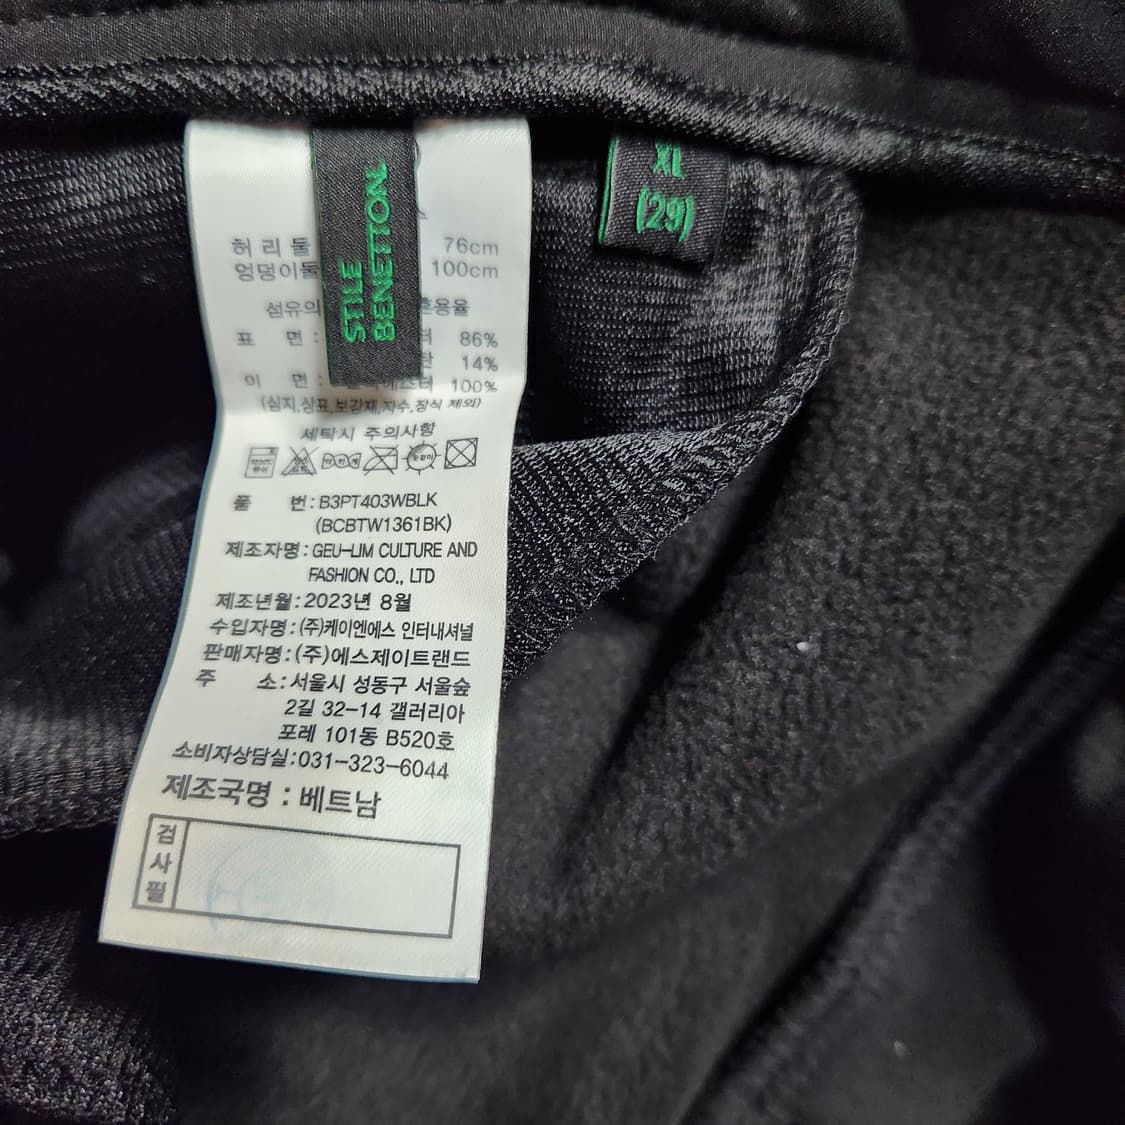 STILE
BENETTON
XL
(29)
허리둘 76cm
엉덩이둘 100cm
섬유의 혼용율
표 면: 86%
14%
이 면: 100%
(심지,상표,보강재,자수,장식 제외)
세탁시 주의사항
품 번:B3PT403WBLK
(BCBTW1361BK)
제조자명:GEU-LIM CULTURE AND
FASHION CO., LTD
제조년월:2023년 8월
수입자명:(주)케이엔에스 인터내셔널
판매자명:(주)에스제이트랜드
주 소:서울시 성동구 서울숲
2길 32-14 갤러리아
포레 101동 B520호
소비자상담실:031-323-6044
제조국명 : 베트남
검
사
필